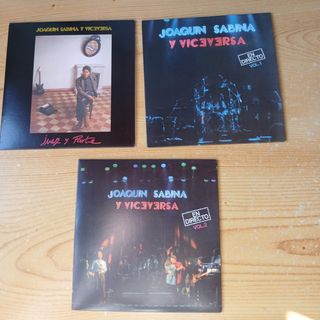 JOAQUIN SABINA Y VICEVERSA
Juez y Parte
JOAQUIN SABINA
Y VICEVERSA
EN
DIRECTO
VOL. 1
JOAQUIN SABINA
Y VICEVERSA
EN
DIRECTO
VOL. 2